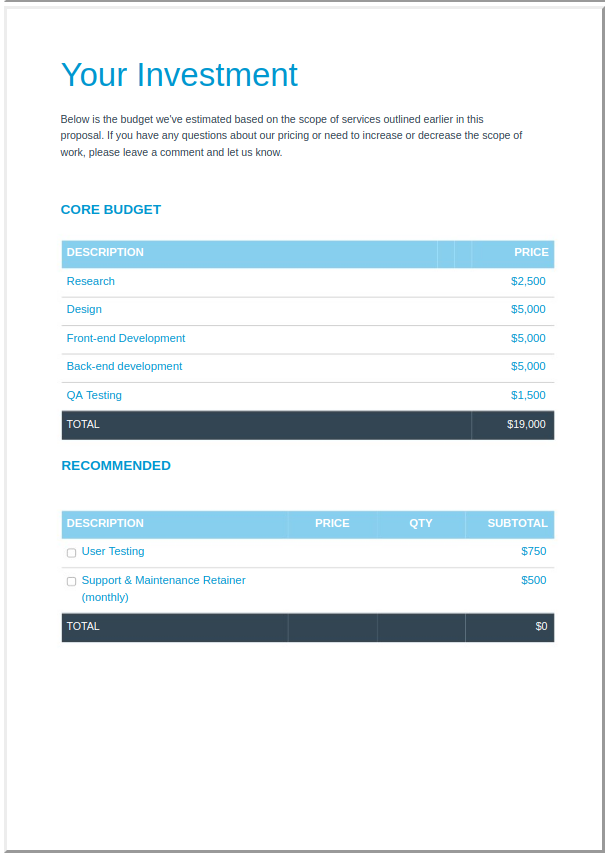 Your Investment
Below is the budget we've estimated based on the scope of services outlined earlier in this
proposal. If you have any questions about our pricing or need to increase or decrease the scope of
work, please leave a comment and let us know.
CORE BUDGET
DESCRIPTION PRICE
Research $2,500
Design $5,000
Front-end Development $5,000
Back-end development $5,000
QA Testing $1,500
TOTAL $19,000
RECOMMENDED
DESCRIPTION PRICE QTY SUBTOTAL
User Testing $750
Support & Maintenance Retainer $500
(monthly)
TOTAL $0